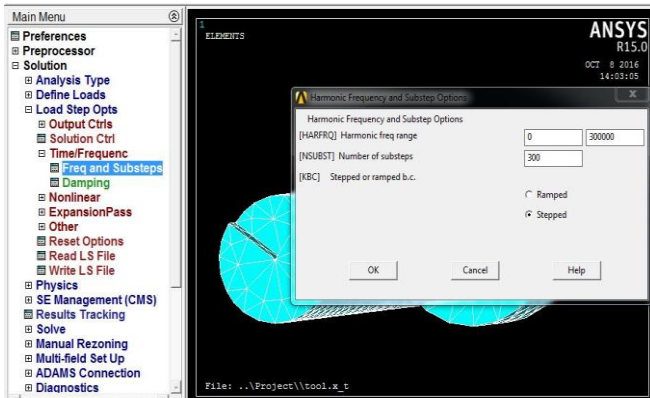 Main Menu
Preferences
Preprocessor
Solution
Analysis Type
Define Loads
Load Step Opts
Output Ctrls
Solution Ctrl
Time/Frequenc
Freq and Substeps
Damping
Nonlinear
ExpansionPass
Other
Reset Options
Read LS File
Write LS File
Physics
SE Management (CMS)
Results Tracking
Solve
Manual Rezoning
Multi-field Set Up
ADAMS Connection
Diagnostics
1
ELEMENTS
ANSYS
R15.0
OCT 8 2016
14:03:05
Harmonic Frequency and Substep Options
Harmonic Frequency and Substep Options
[HARFRQ] Harmonic freq range 0 300000
[NSUBST] Number of substeps 300
[KBC] Stepped or ramped b.c.
Ramped
Stepped
OK Cancel Help
File: ..\Project\\tool.x_t